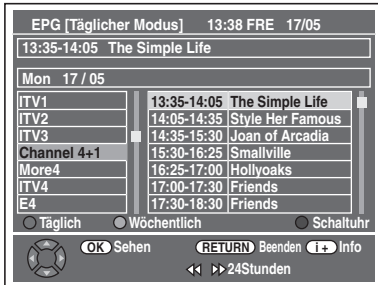 EPG [Täglicher Modus] 13:38 FRE 17/05
13:35-14:05 The Simple Life
Mon 17 / 05
ITV1 13:35-14:05 The Simple Life
ITV2 14:05-14:35 Style Her Famous
ITV3 14:35-15:30 Joan of Arcadia
Channel 4+1 15:30-16:25 Smallville
More4 16:25-17:00 Hollyoaks
ITV4 17:00-17:30 Friends
E4 17:30-18:30 Friends
Täglich Wöchentlich Schaltuhr
OK Sehen RETURN Beenden i+ Info
24Stunden